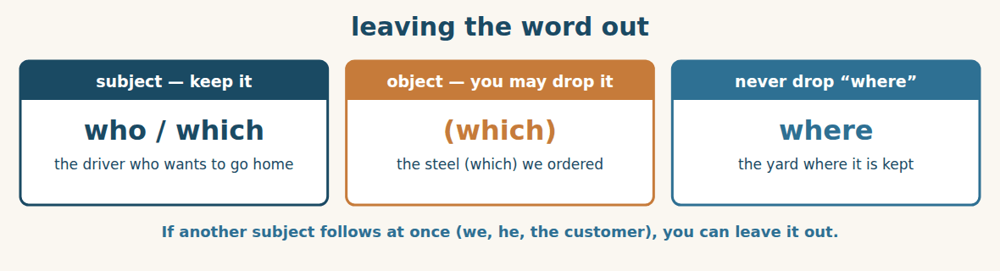 leaving the word out
subject — keep it
who / which
the driver who wants to go home
object — you may drop it
(which)
the steel (which) we ordered
never drop “where”
where
the yard where it is kept
If another subject follows at once (we, he, the customer), you can leave it out.